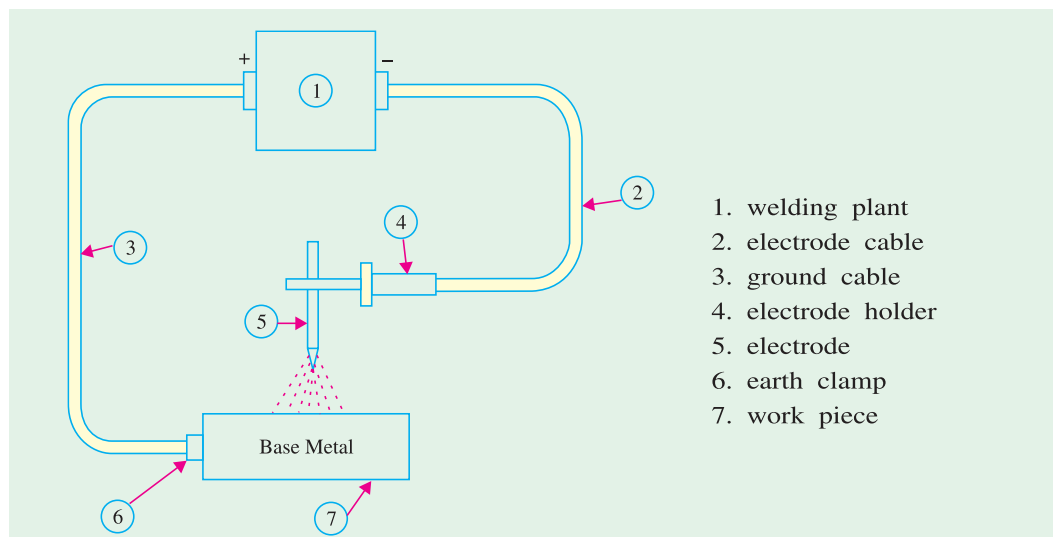 +
−
1
2
3
4
5
6
7
Base Metal
1. welding plant
2. electrode cable
3. ground cable
4. electrode holder
5. electrode
6. earth clamp
7. work piece